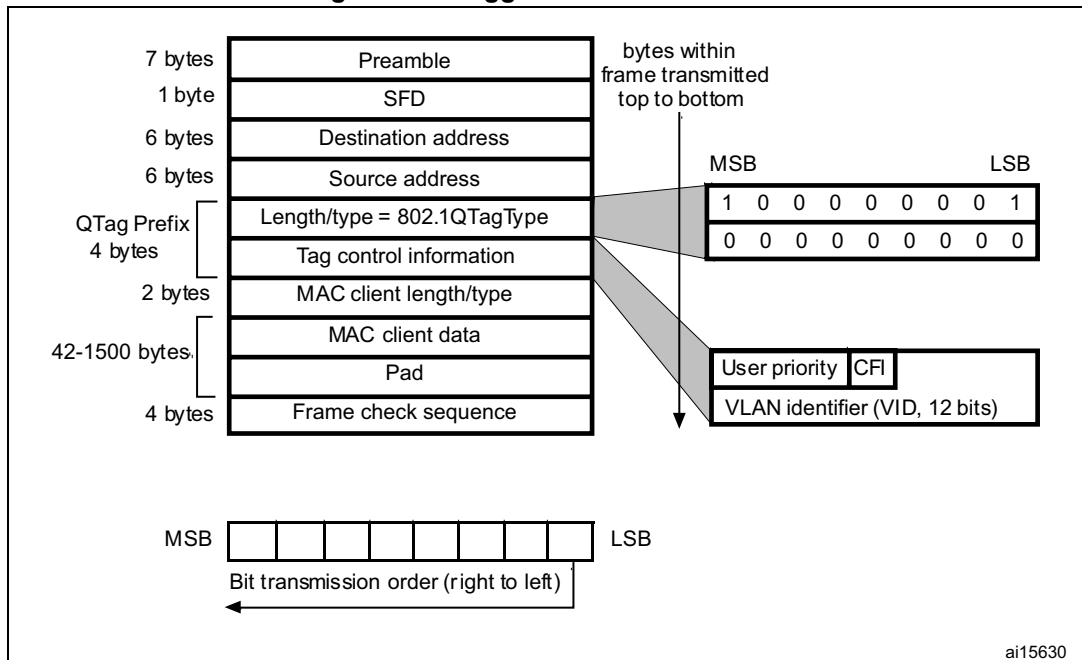 7 bytes
Preamble
1 byte
SFD
6 bytes
Destination address
6 bytes
Source address
QTag Prefix
4 bytes
Length/type = 802.1QTagType
Tag control information
2 bytes
MAC client length/type
42-1500 bytes
MAC client data
Pad
4 bytes
Frame check sequence
bytes within
frame transmitted
top to bottom
MSB LSB
1 0 0 0 0 0 0 0 1
0 0 0 0 0 0 0 0 0
User priority CFI
VLAN identifier (VID, 12 bits)
MSB LSB
Bit transmission order (right to left)
ai15630